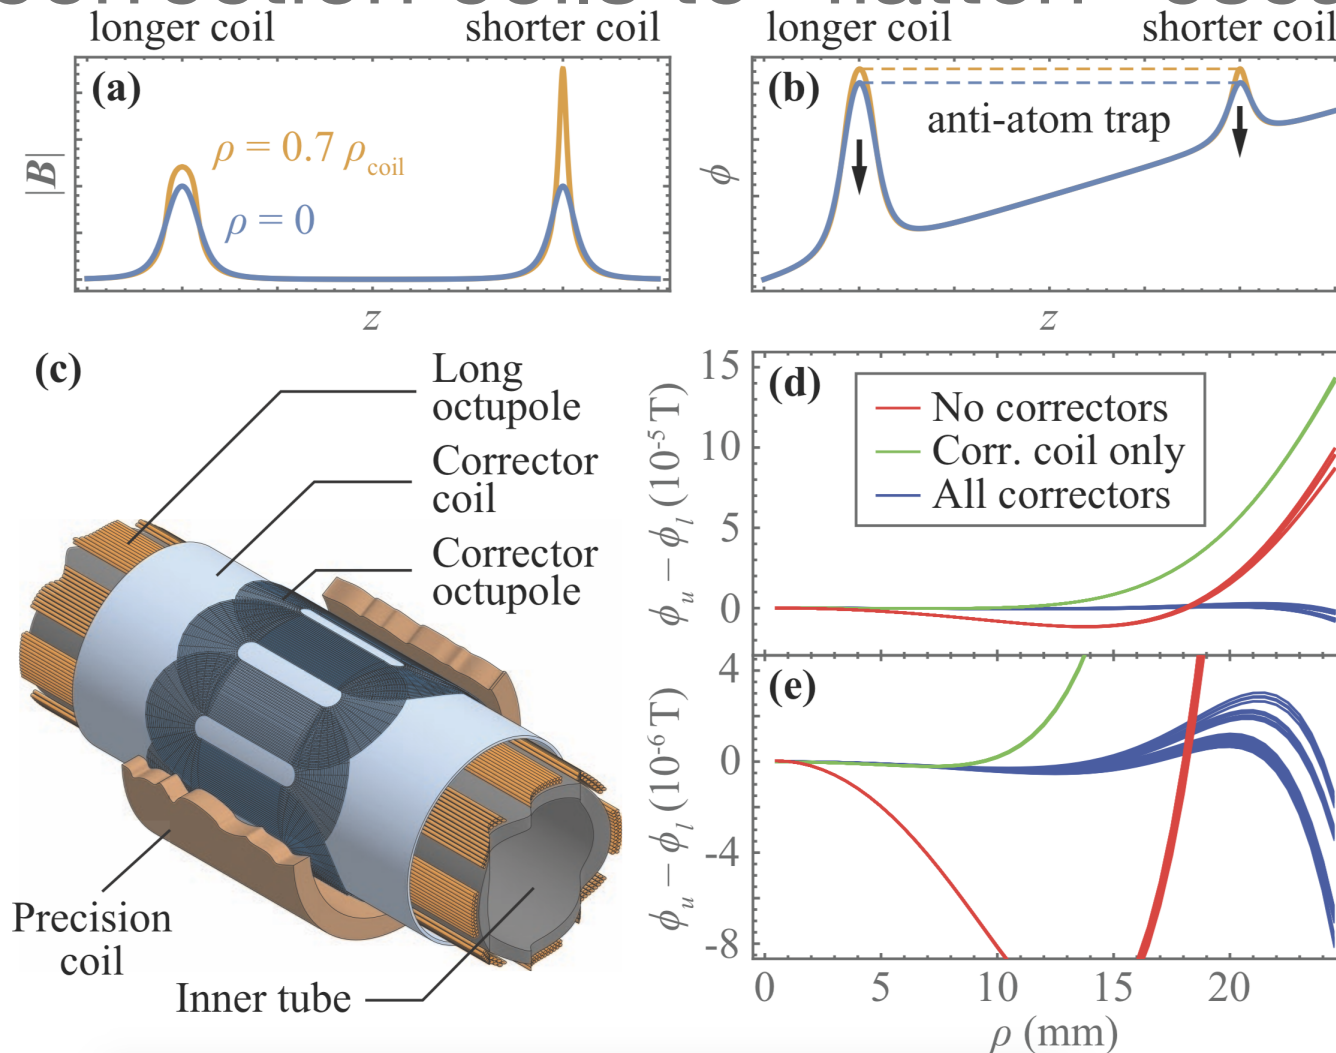 longer coil
shorter coil
longer coil
shorter coil
(a)
ρ = 0.7 ρcoil
ρ = 0
|B|
z
(b)
anti-atom trap
ϕ
z
(c)
Long
octupole
Corrector
coil
Corrector
octupole
Precision
coil
Inner tube
(d)
No correctors
Corr. coil only
All correctors
15
10
5
0
ϕu − ϕl (10⁻⁵ T)
(e)
4
0
-4
-8
ϕu − ϕl (10⁻⁶ T)
0 5 10 15 20
ρ (mm)